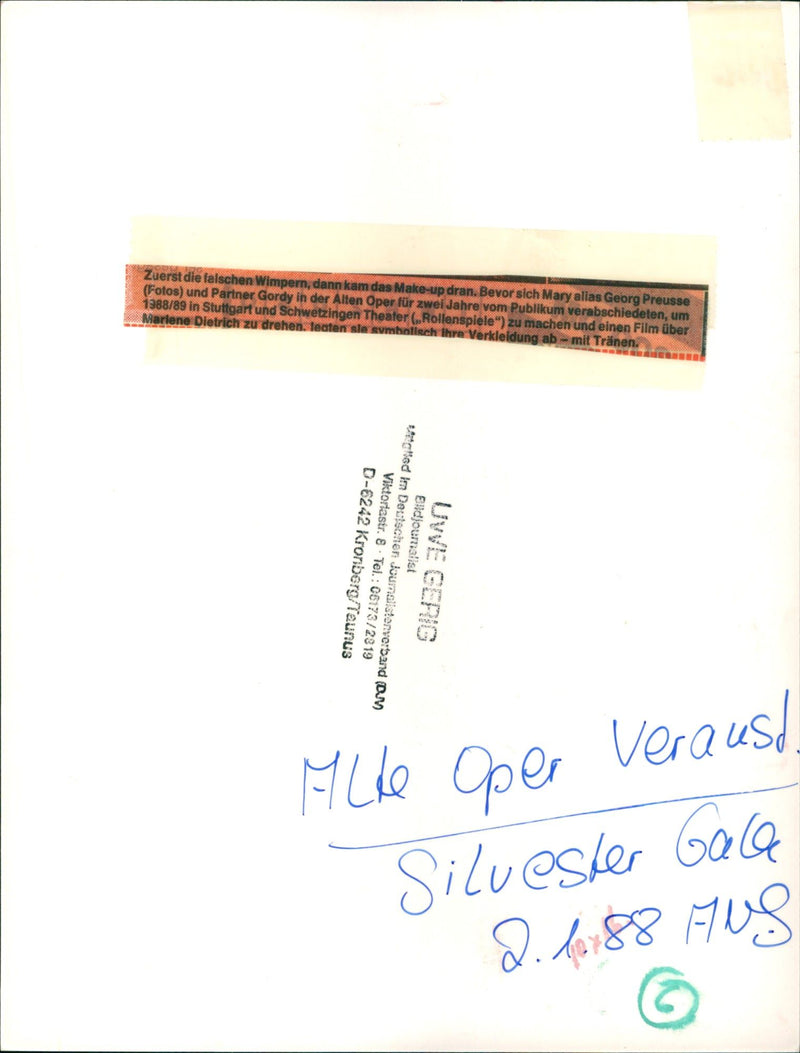 Zuerst die falschen Wimpern, dann kam das Make-up dran. Bevor sich Mary alias Georg Preusse
(Fotos) und Partner Gordy in der Alten Oper für zwei Jahre vom Publikum verabschiedeten, um
1988/89 in Stuttgart und Schwetzingen Theater („Rollenspiele“) zu machen und einen Film über
Marlene Dietrich zu drehen, legten sie symbolisch ihre Verkleidung ab – mit Tränen.
UWE GERIG
Bildjournalist
Mitglied im Deutschen Journalistenverband (DJV)
Viktoriastr. 8 · Tel.: 06173/2819
D-6242 Kronberg/Taunus
Alte Oper Veranst.
Silvester Gala
2.1.88 ANS